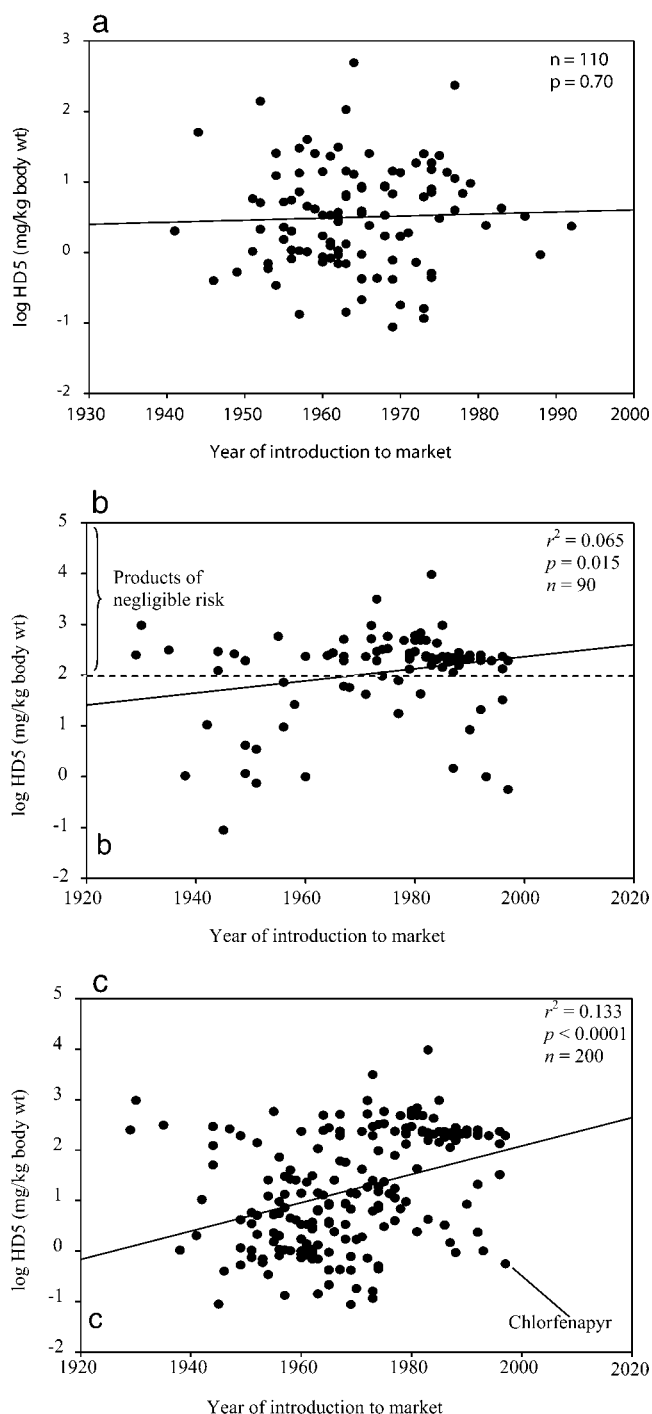 a
3
n = 110
p = 0.70
2
1
0
-1
-2
log HD5 (mg/kg body wt)
1930 1940 1950 1960 1970 1980 1990 2000
Year of introduction to market
b
5
r² = 0.065
p = 0.015
n = 90
Products of
negligible risk
4
3
2
1
0
-1
-2
log HD5 (mg/kg body wt)
b
1920 1940 1960 1980 2000 2020
Year of introduction to market
c
5
r² = 0.133
p < 0.0001
n = 200
4
3
2
1
0
-1
-2
log HD5 (mg/kg body wt)
Chlorfenapyr
c
1920 1940 1960 1980 2000 2020
Year of introduction to market